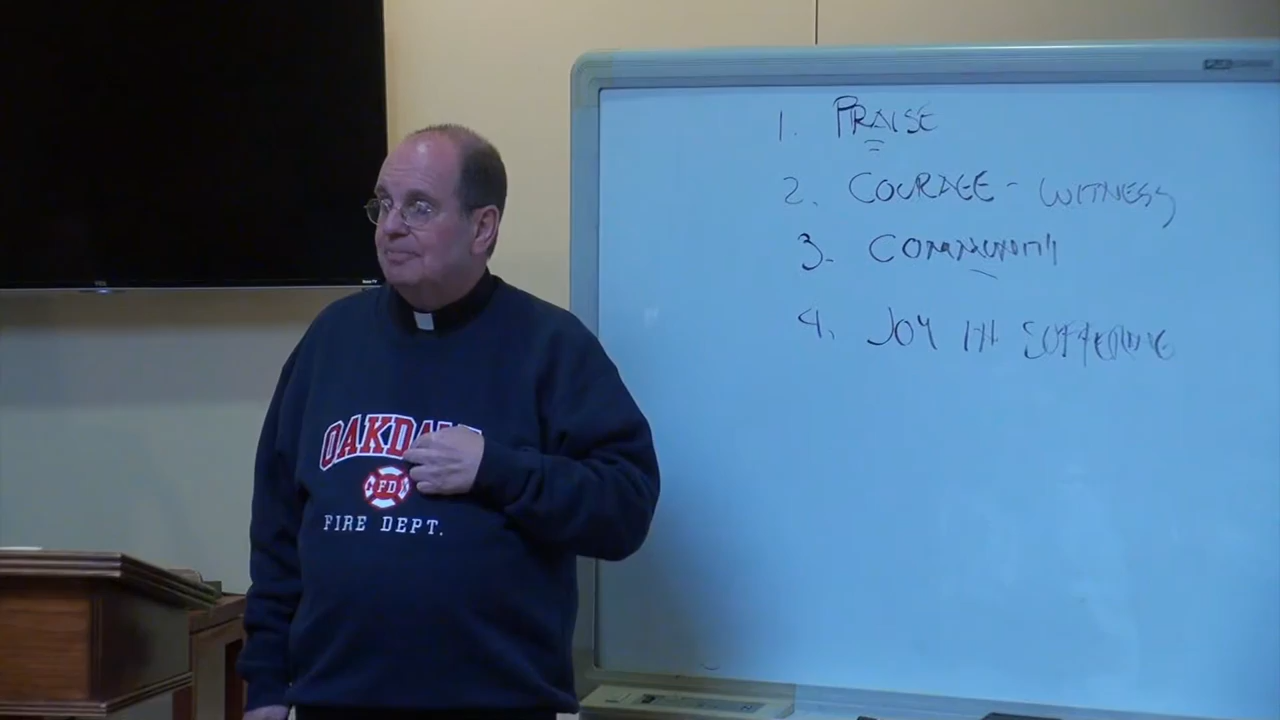 1. PRAISE
2. COURAGE - WITNESS
3. COMMUNITY
4. JOY IN SUFFERING
OAKDALE
FD
FIRE DEPT.